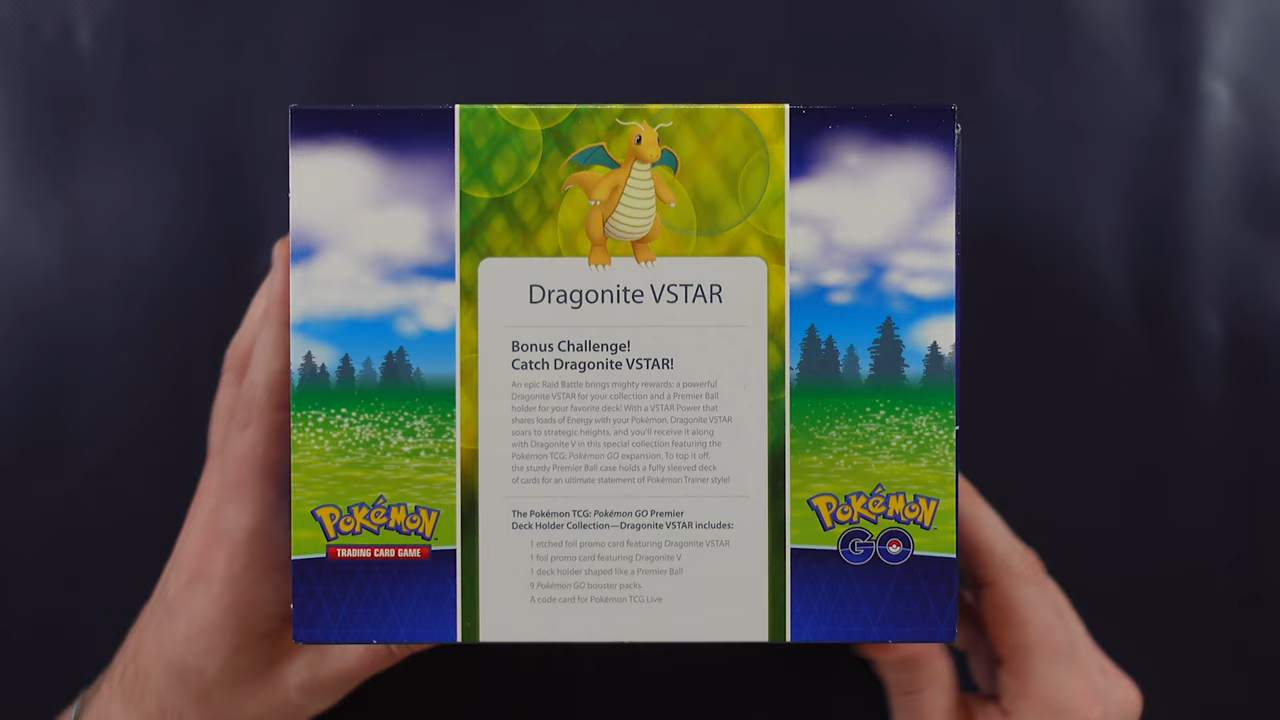 Dragonite VSTAR
Bonus Challenge!
Catch Dragonite VSTAR!
An epic Raid Battle brings mighty rewards: a powerful
Dragonite VSTAR for your collection and a Premier Ball
holder for your favorite deck! With a VSTAR Power that
shares loads of Energy with your Pokémon, Dragonite VSTAR
soars to strategic heights, and you'll receive it along
with Dragonite V in this special collection featuring the
Pokémon TCG: Pokémon GO expansion. To top it off,
the sturdy Premier Ball case holds a fully sleeved deck
of cards for an ultimate statement of Pokémon Trainer style!
The Pokémon TCG: Pokémon GO Premier
Deck Holder Collection—Dragonite VSTAR includes:
1 etched foil promo card featuring Dragonite VSTAR
1 foil promo card featuring Dragonite V
1 deck holder shaped like a Premier Ball
9 Pokémon GO booster packs
A code card for Pokémon TCG Live
Pokémon
TRADING CARD GAME
Pokémon
GO